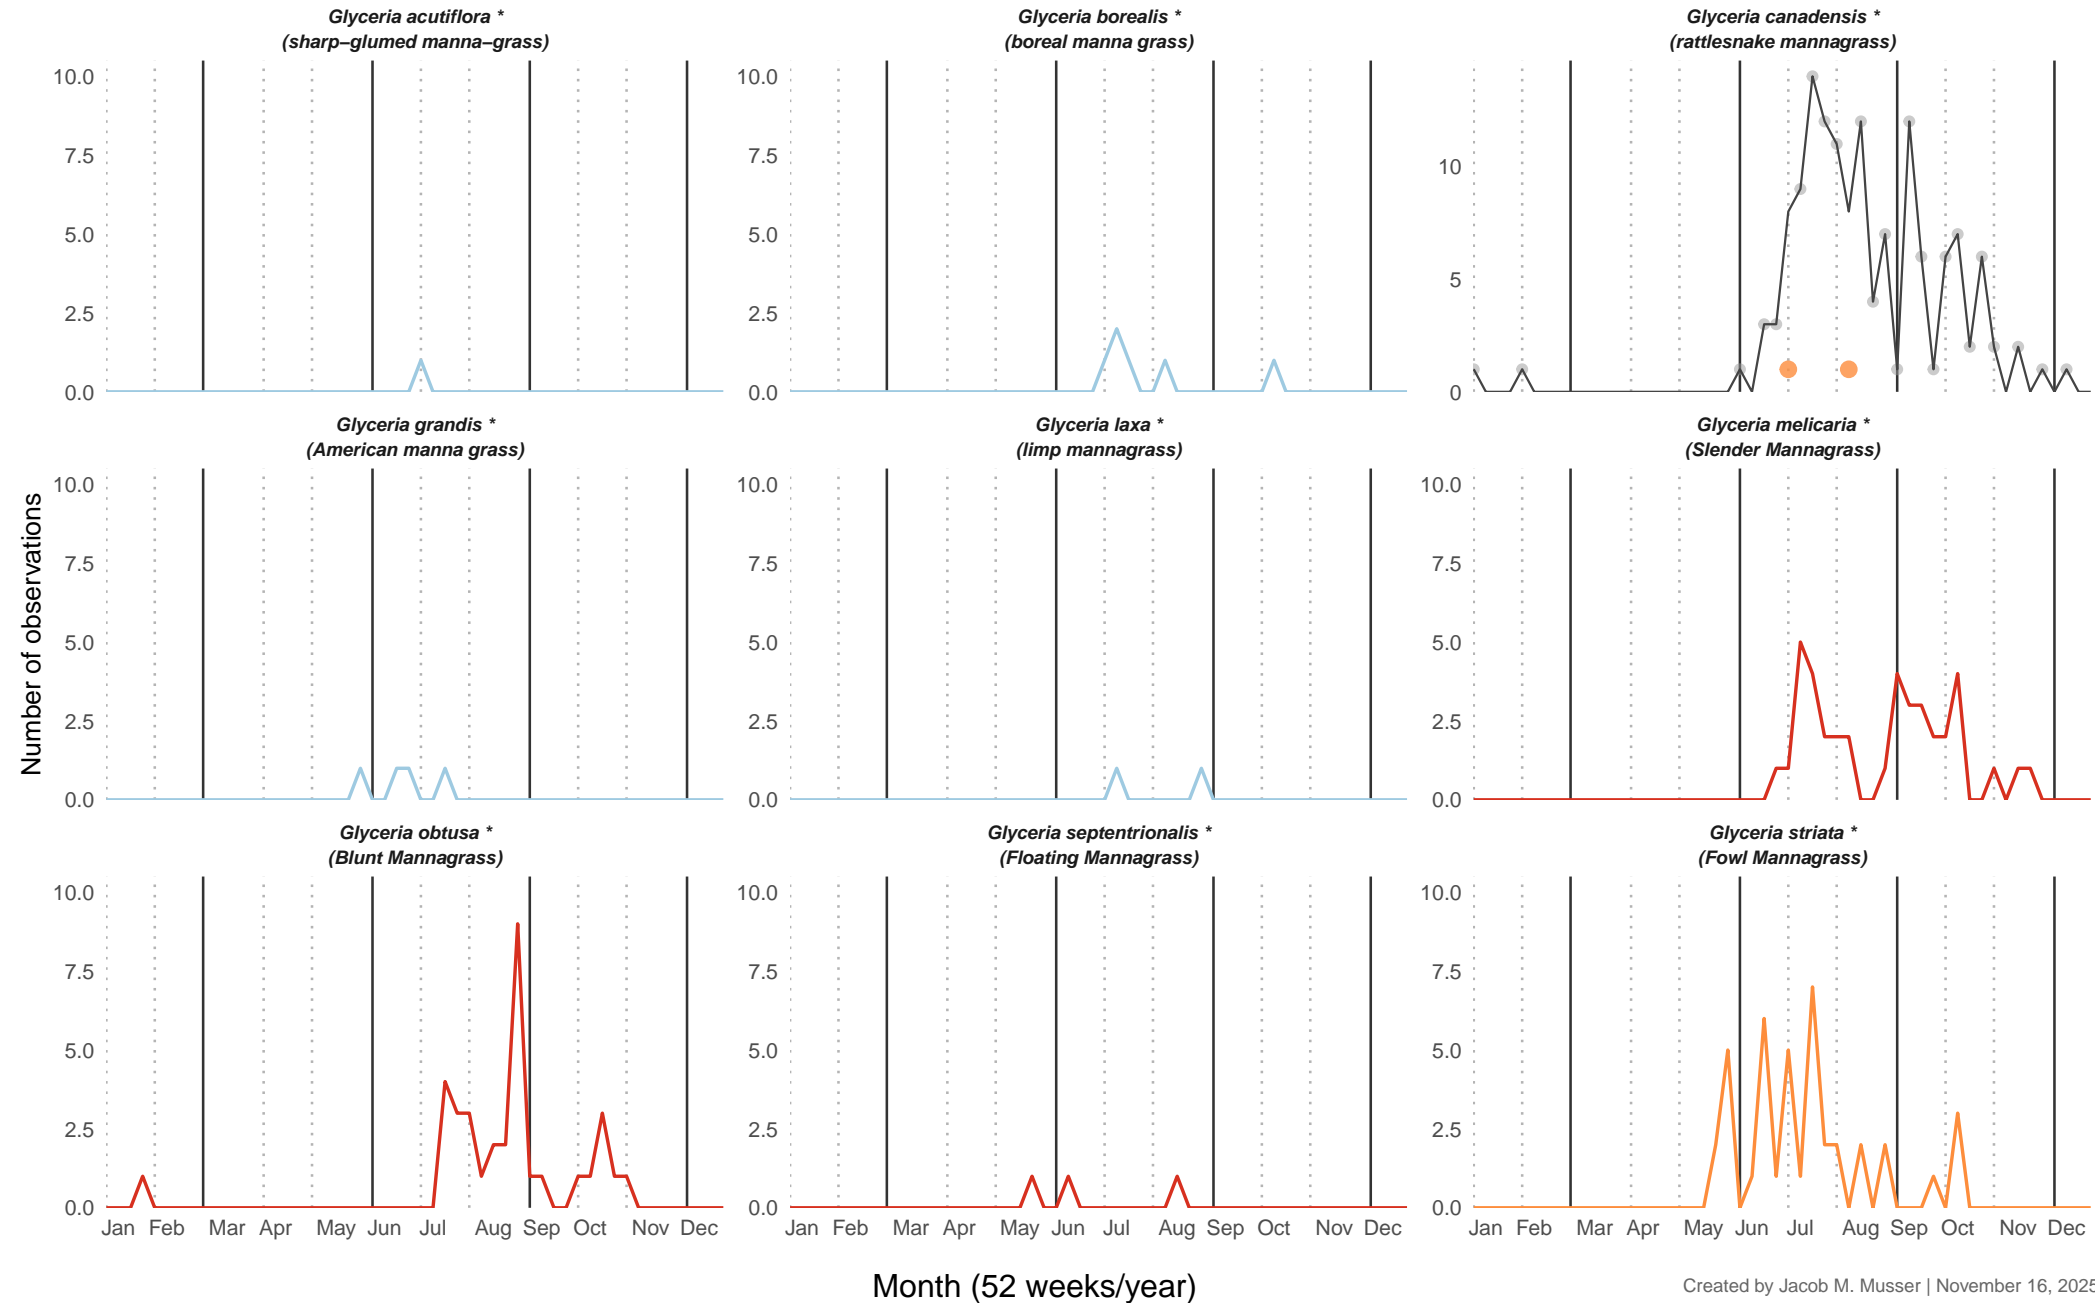 Glyceria acutiflora *
(sharp–glumed manna–grass)
Glyceria borealis *
(boreal manna grass)
Glyceria canadensis *
(rattlesnake mannagrass)
10.0
7.5
5.0
2.5
0.0
10.0
7.5
5.0
2.5
0.0
10
5
0
Glyceria grandis *
(American manna grass)
Glyceria laxa *
(limp mannagrass)
Glyceria melicaria *
(Slender Mannagrass)
10.0
7.5
5.0
2.5
0.0
10.0
7.5
5.0
2.5
0.0
10.0
7.5
5.0
2.5
0.0
Number of observations
Glyceria obtusa *
(Blunt Mannagrass)
Glyceria septentrionalis *
(Floating Mannagrass)
Glyceria striata *
(Fowl Mannagrass)
10.0
7.5
5.0
2.5
0.0
10.0
7.5
5.0
2.5
0.0
10.0
7.5
5.0
2.5
0.0
Jan Feb Mar Apr May Jun Jul Aug Sep Oct Nov Dec
Jan Feb Mar Apr May Jun Jul Aug Sep Oct Nov Dec
Jan Feb Mar Apr May Jun Jul Aug Sep Oct Nov Dec
Month (52 weeks/year)
Created by Jacob M. Musser | November 16, 2025